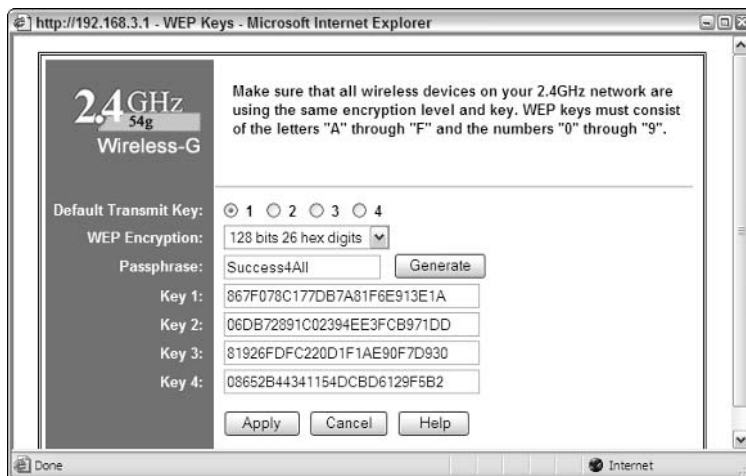 http://192.168.3.1 - WEP Keys - Microsoft Internet Explorer
2.4GHz
54g
Wireless-G
Make sure that all wireless devices on your 2.4GHz network are
using the same encryption level and key. WEP keys must consist
of the letters "A" through "F" and the numbers "0" through "9".
Default Transmit Key: 1 2 3 4
WEP Encryption: 128 bits 26 hex digits
Passphrase: Success4All Generate
Key 1: 867F078C177DB7A81F6E913E1A
Key 2: 06DB72891C02394EE3FCB971DD
Key 3: 81926FDFC220D1F1AE90F7D930
Key 4: 08652B44341154DCBD6129F5B2
Apply Cancel Help
Done Internet